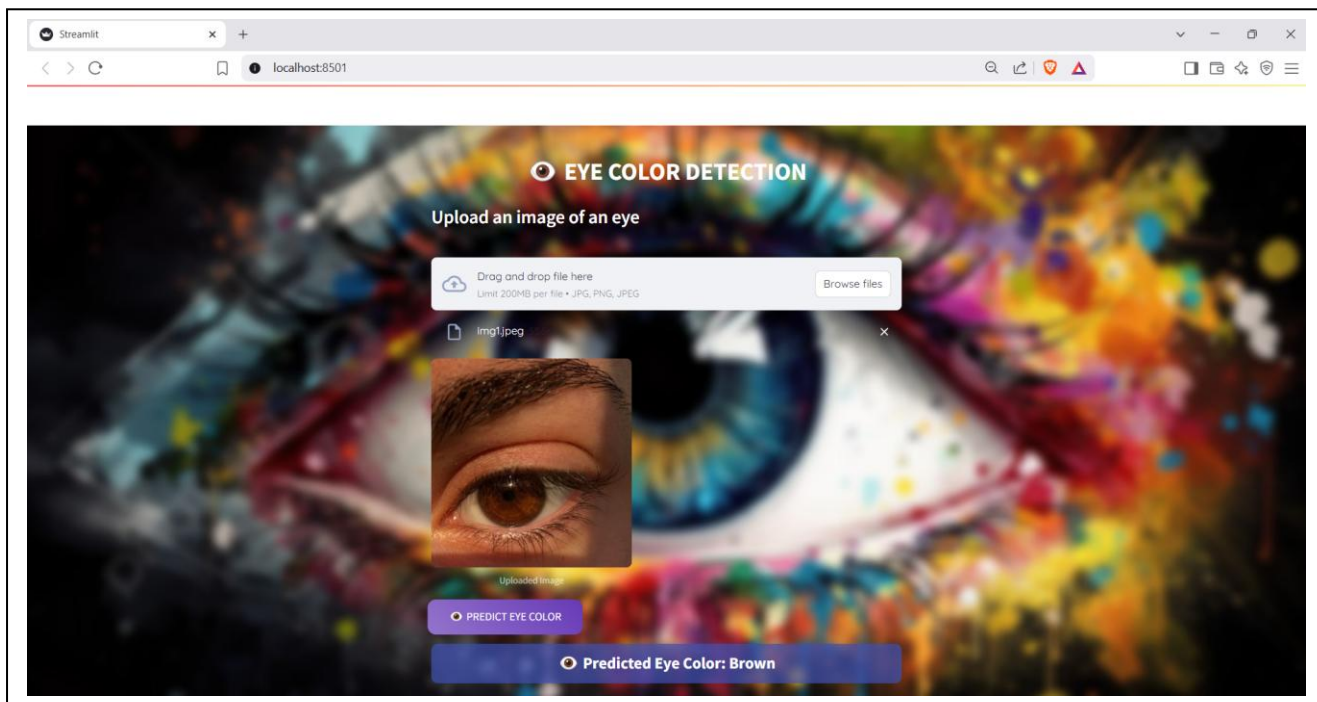 Streamlit
localhost:8501
EYE COLOR DETECTION
Upload an image of an eye
Drag and drop file here
Limit 200MB per file • JPG, PNG, JPEG
Browse files
img1.jpeg
Uploaded Image
PREDICT EYE COLOR
Predicted Eye Color: Brown